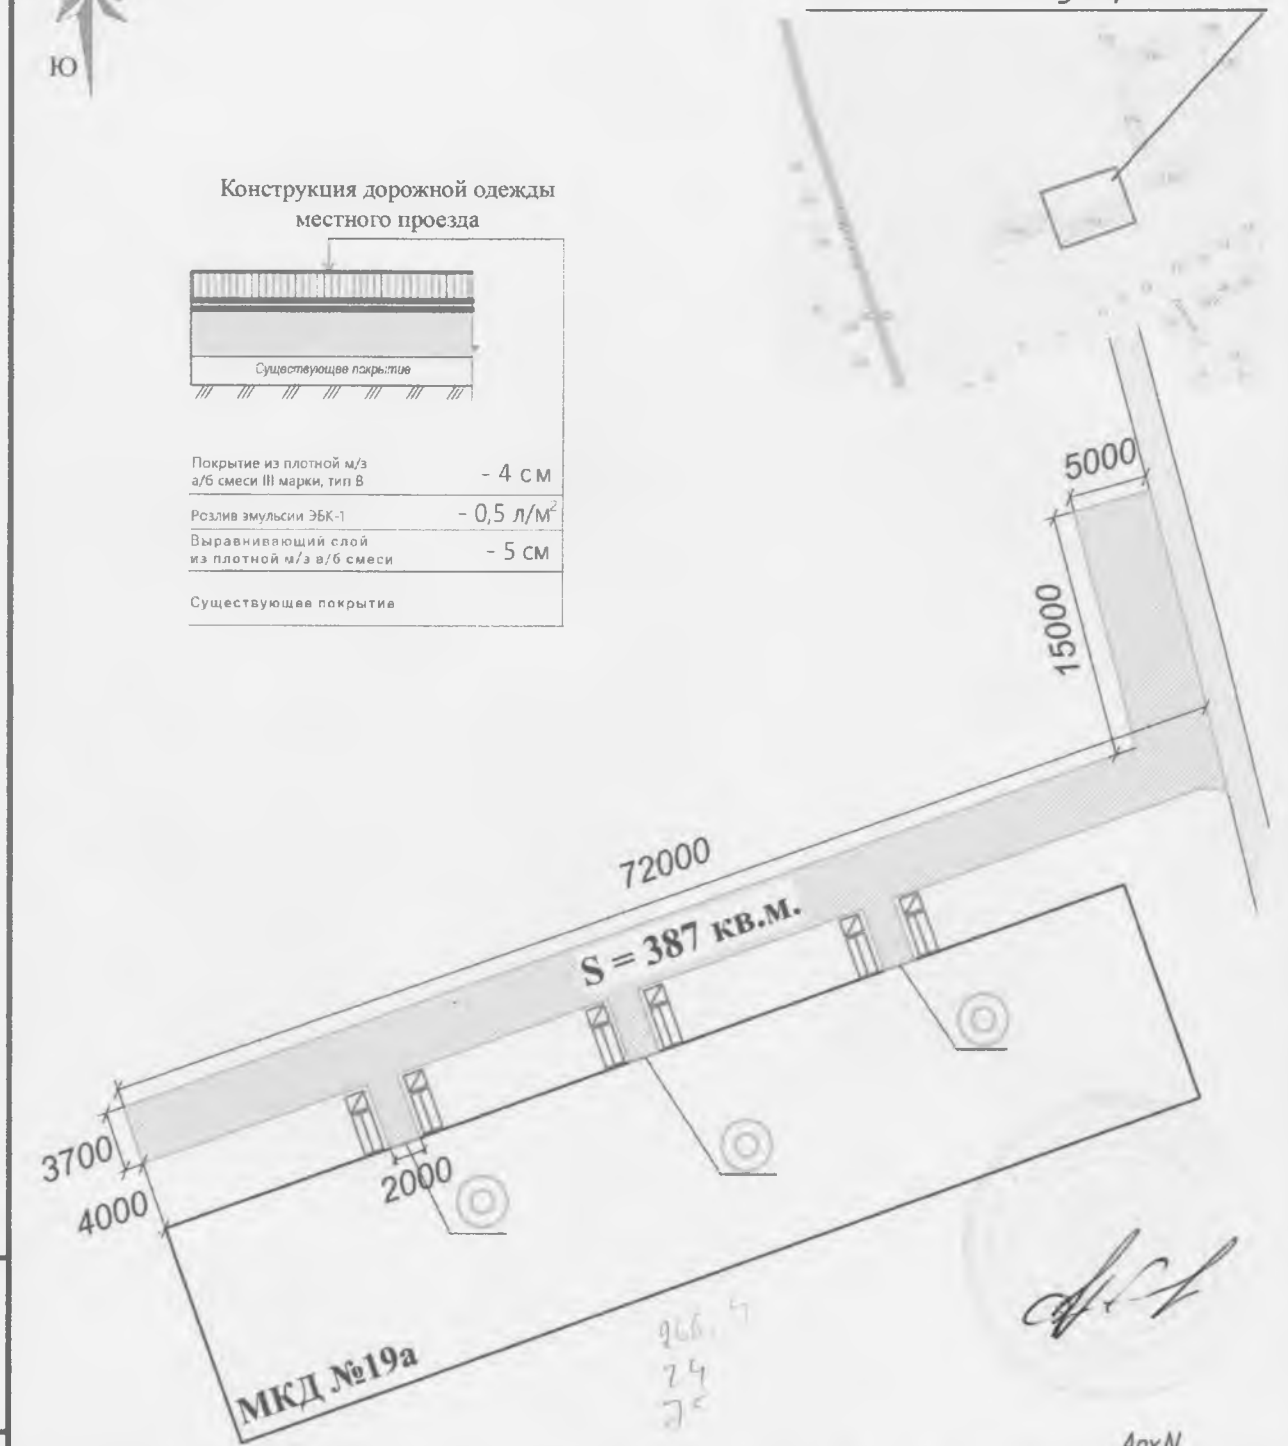 Ю
Конструкция дорожной одежды
местного проезда
Существующее покрытие
Покрытие из плотной м/з
а/б смеси III марки, тип В
- 4 см
Розлив эмульсии ЭБК-1
- 0,5 л/м²
Выравнивающий слой
из плотной м/з а/б смеси
- 5 см
Существующее покрытие
5000
15000
72000
S = 387 кв.м.
3700
4000
2000
МКД №19а
24
Арх.N